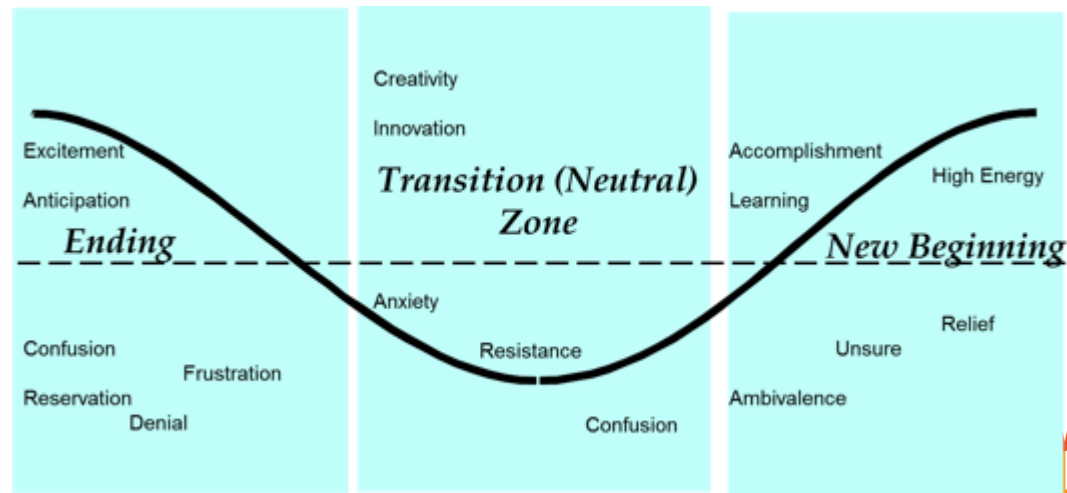 Excitement
Anticipation
Ending
Confusion
Frustration
Reservation
Denial
Creativity
Innovation
Transition (Neutral)
Zone
Anxiety
Resistance
Confusion
Accomplishment
High Energy
Learning
New Beginning
Relief
Unsure
Ambivalence